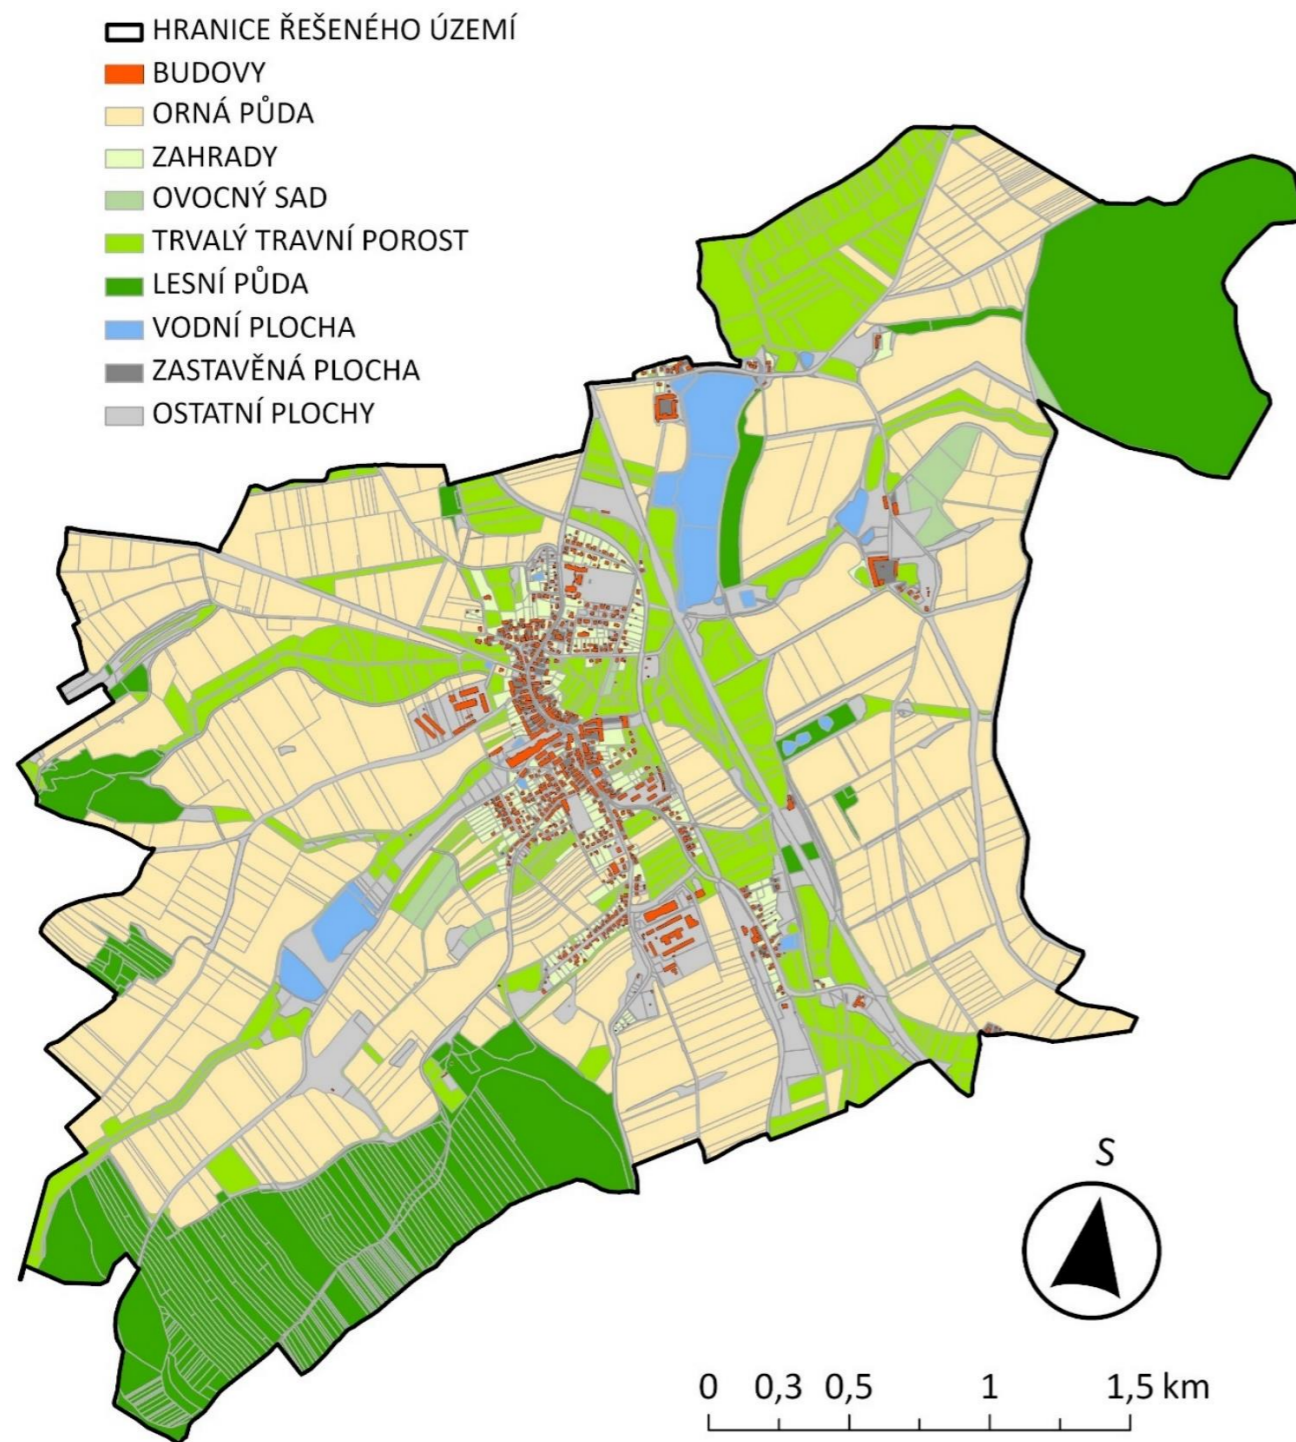 HRANICE ŘEŠENÉHO ÚZEMÍ
BUDOVY
ORNÁ PŮDA
ZAHRADY
OVOCNÝ SAD
TRVALÝ TRAVNÍ POROST
LESNÍ PŮDA
VODNÍ PLOCHA
ZASTAVĚNÁ PLOCHA
OSTATNÍ PLOCHY
S
0 0,3 0,5 1 1,5 km